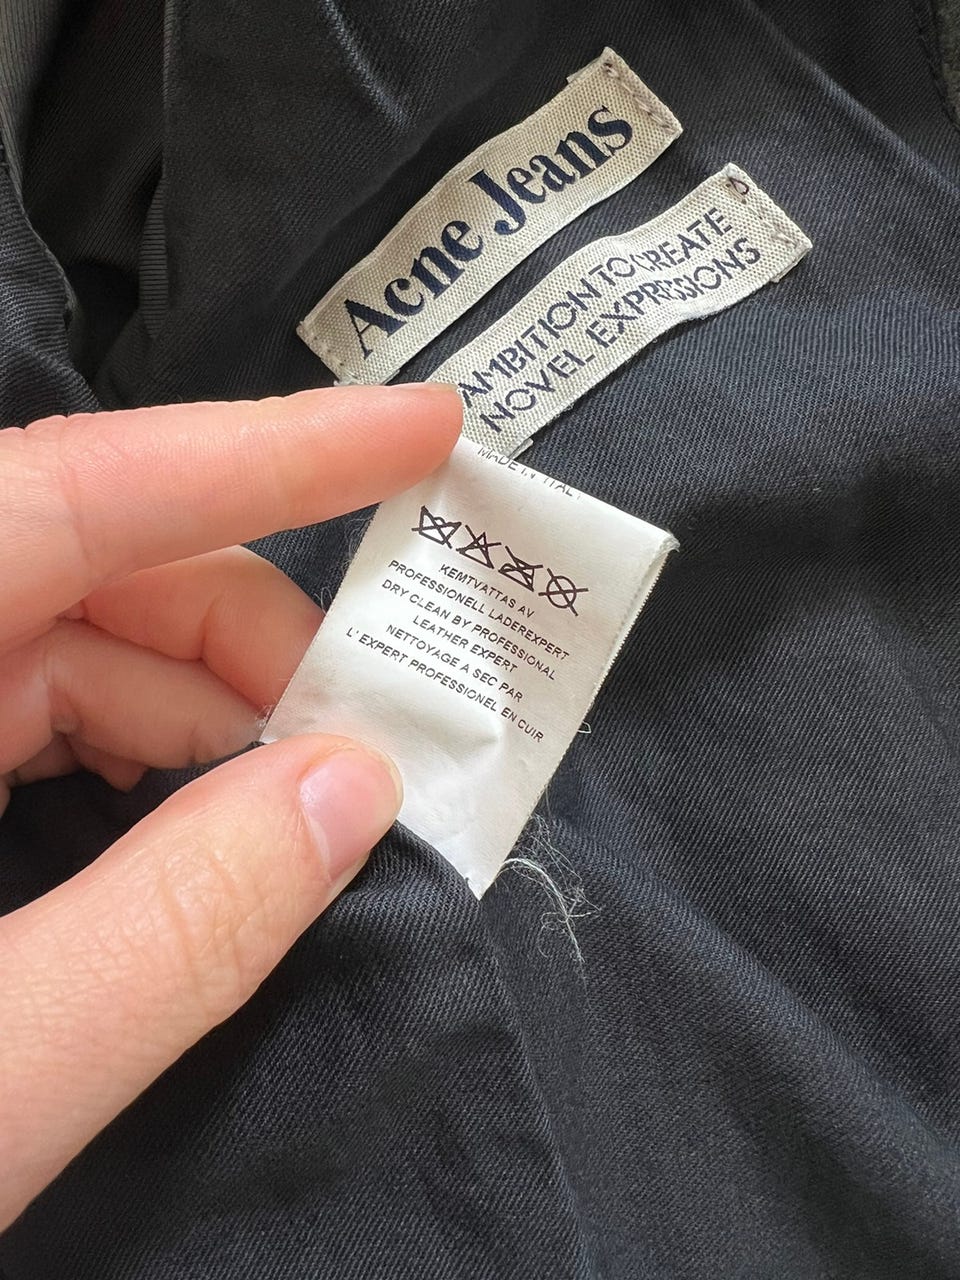 Acne Jeans
AMBITION TO CREATE
NOVEL EXPRESSIONS
MADE IN ITALY
KEMTVATTAS AV
PROFESSIONELL LADEREXPERT
DRY CLEAN BY PROFESSIONAL
LEATHER EXPERT
NETTOYAGE A SEC PAR
L' EXPERT PROFESSIONEL EN CUIR